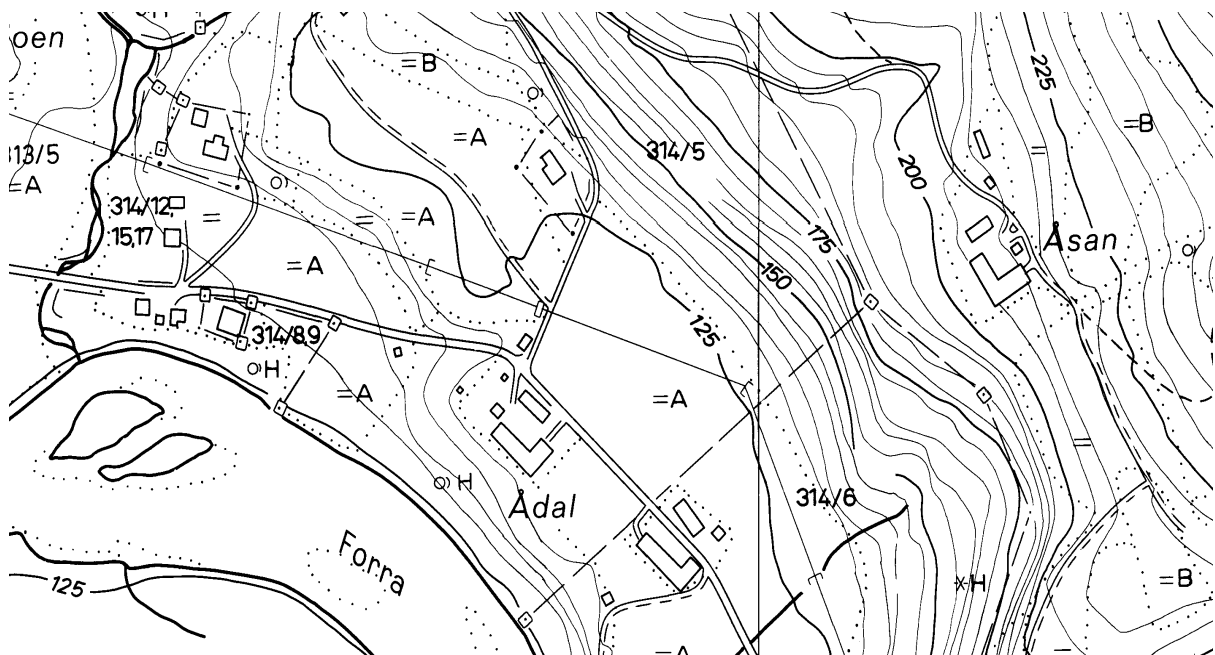 H
oen
=B
225
=B
=A
314/5
313/5
=A
200
314/12,
15,17
=
=
=A
=A
175
Åsan
150
125
314/8,9
H
=A
=A
=
H
Ådal
314/6
Forra
125
H
=B
=A